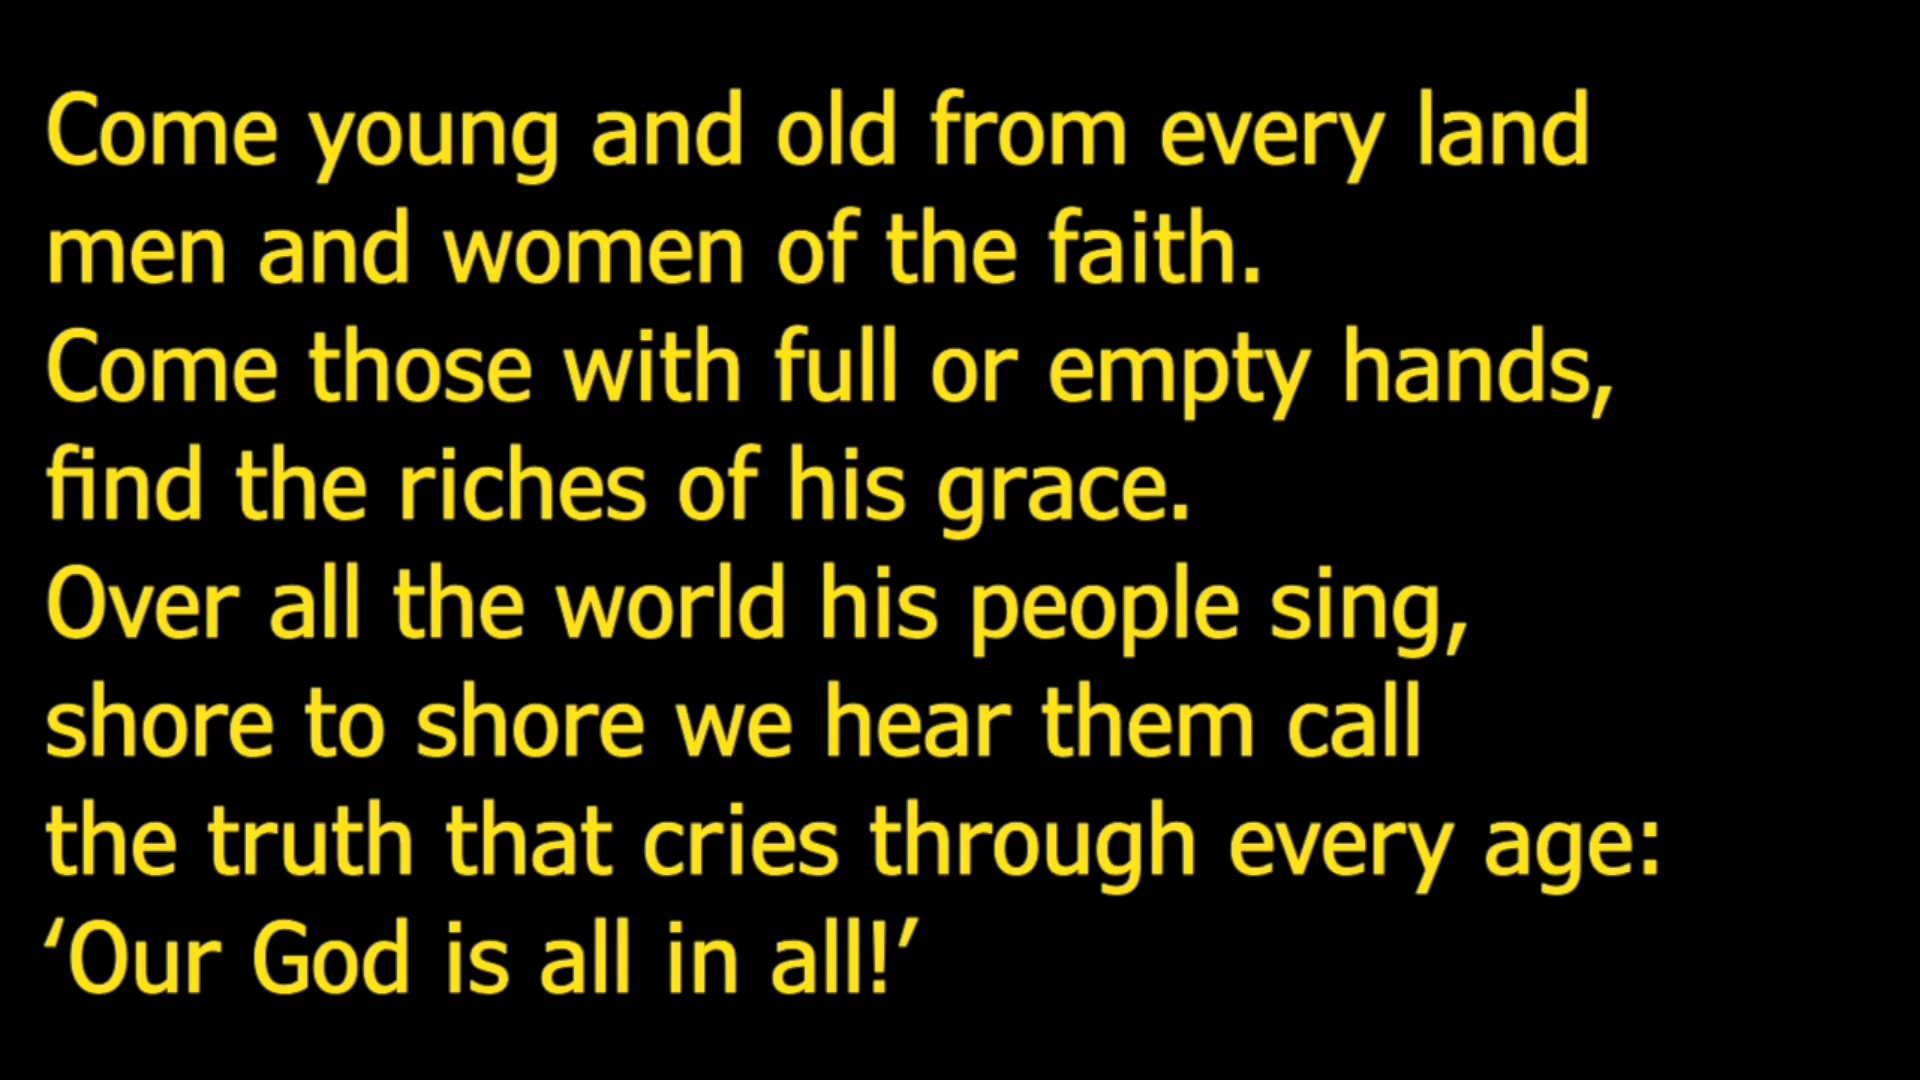 Come young and old from every land
men and women of the faith.
Come those with full or empty hands,
find the riches of his grace.
Over all the world his people sing,
shore to shore we hear them call
the truth that cries through every age:
‘Our God is all in all!’